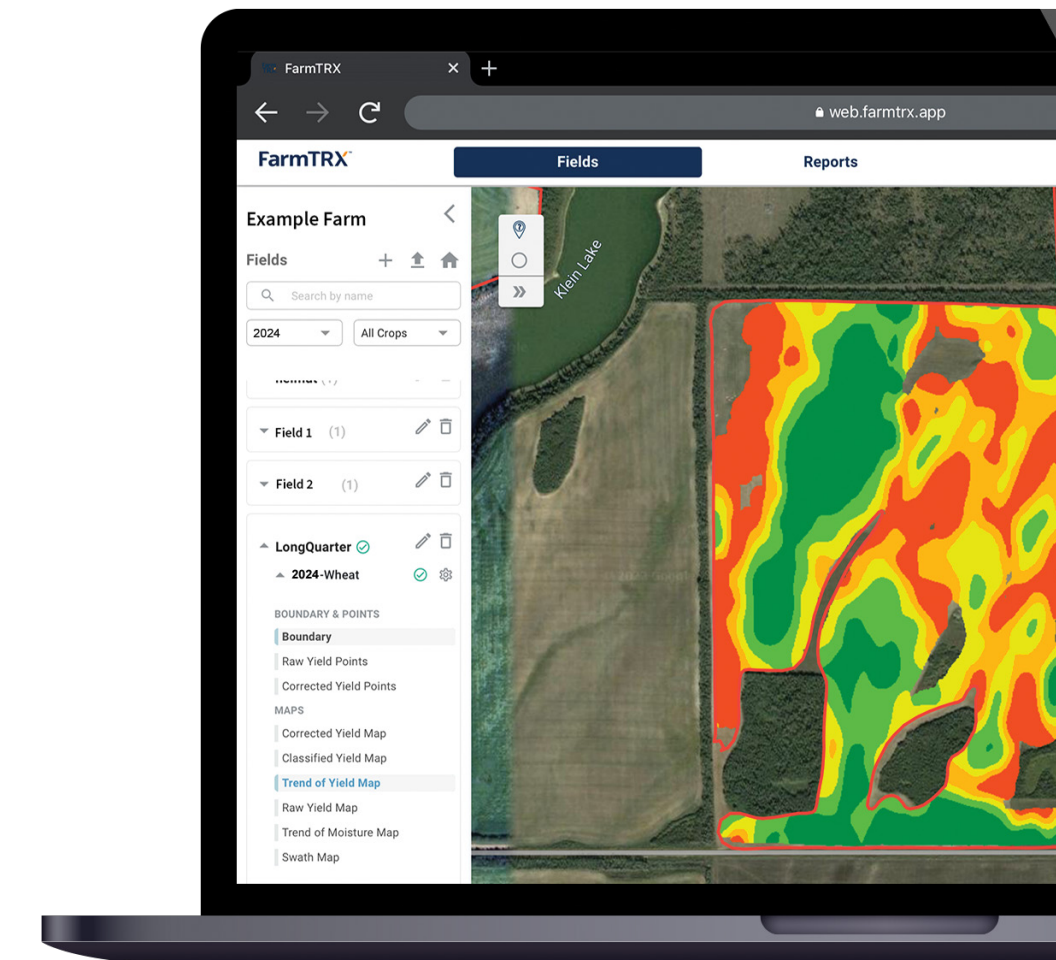 FarmTRX
web.farmtrx.app
FarmTRX
Fields
Reports
Example Farm
Fields
Search by name
2024
All Crops
Field 1 (1)
Field 2 (1)
LongQuarter
2024-Wheat
BOUNDARY & POINTS
Boundary
Raw Yield Points
Corrected Yield Points
MAPS
Corrected Yield Map
Classified Yield Map
Trend of Yield Map
Raw Yield Map
Trend of Moisture Map
Swath Map
Klein Lake